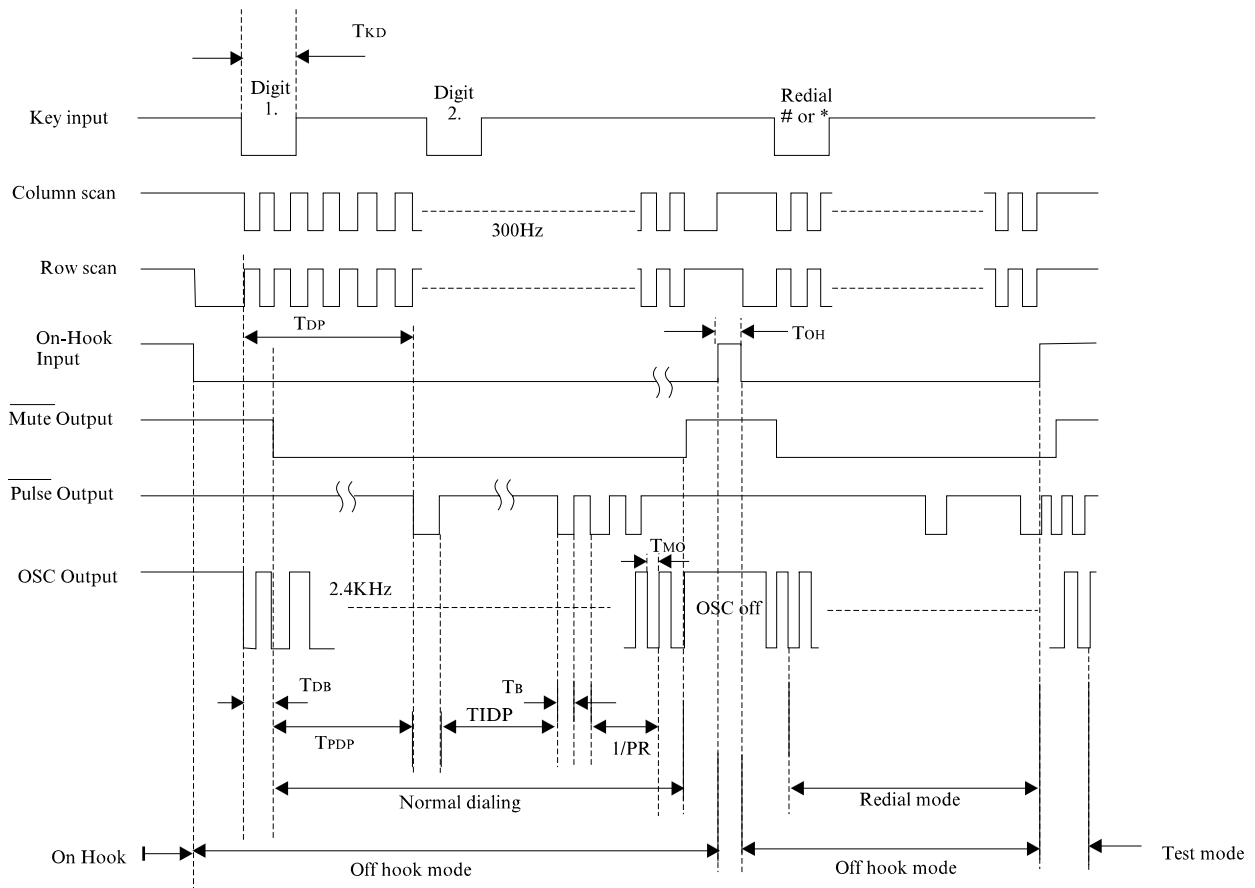 TKD
Digit
1.
Digit
2.
Redial
# or *
Key input
Column scan
300Hz
Row scan
TDP
TOH
On-Hook
Input
Mute Output
Pulse Output
TMO
OSC Output
2.4KHz
OSC off
TDB
TB
TIDP
TPDP
1/PR
Normal dialing
Redial mode
On Hook
Off hook mode
Off hook mode
Test mode